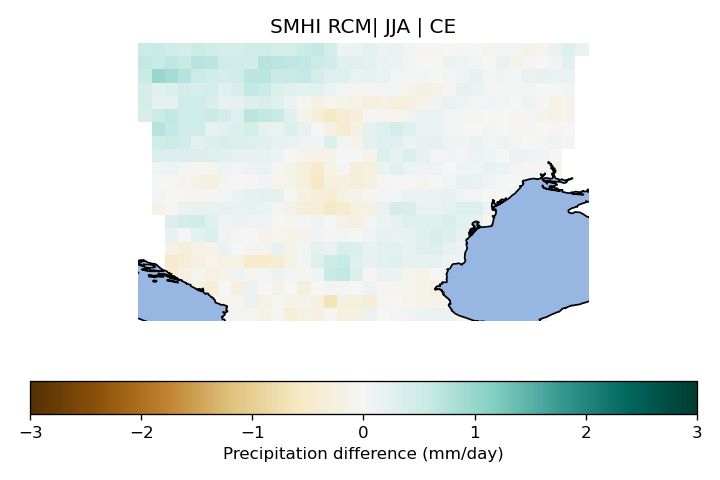 SMHI RCM| JJA | CE
−3 −2 −1 0 1 2 3
Precipitation difference (mm/day)